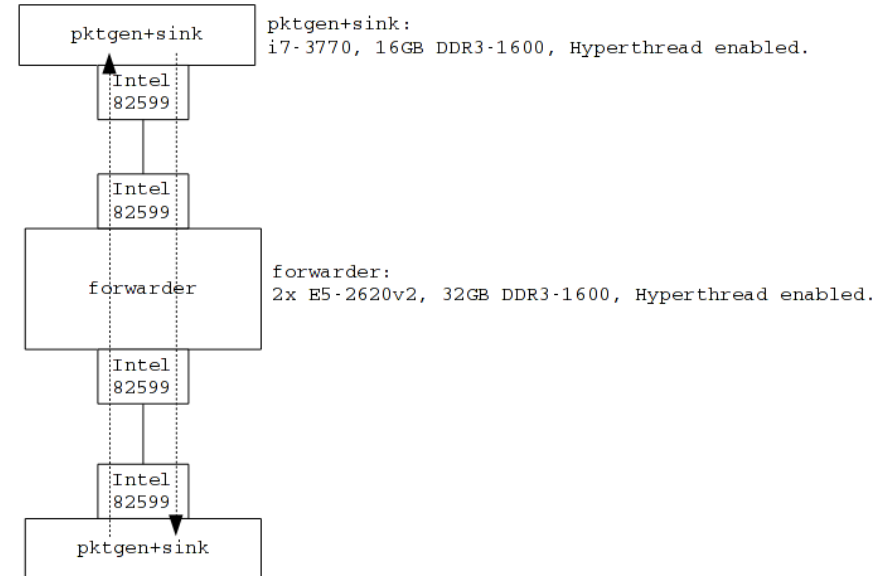 pktgen+sink
pktgen+sink:
i7-3770, 16GB DDR3-1600, Hyperthread enabled.
Intel
82599
Intel
82599
forwarder
forwarder:
2x E5-2620v2, 32GB DDR3-1600, Hyperthread enabled.
Intel
82599
Intel
82599
pktgen+sink